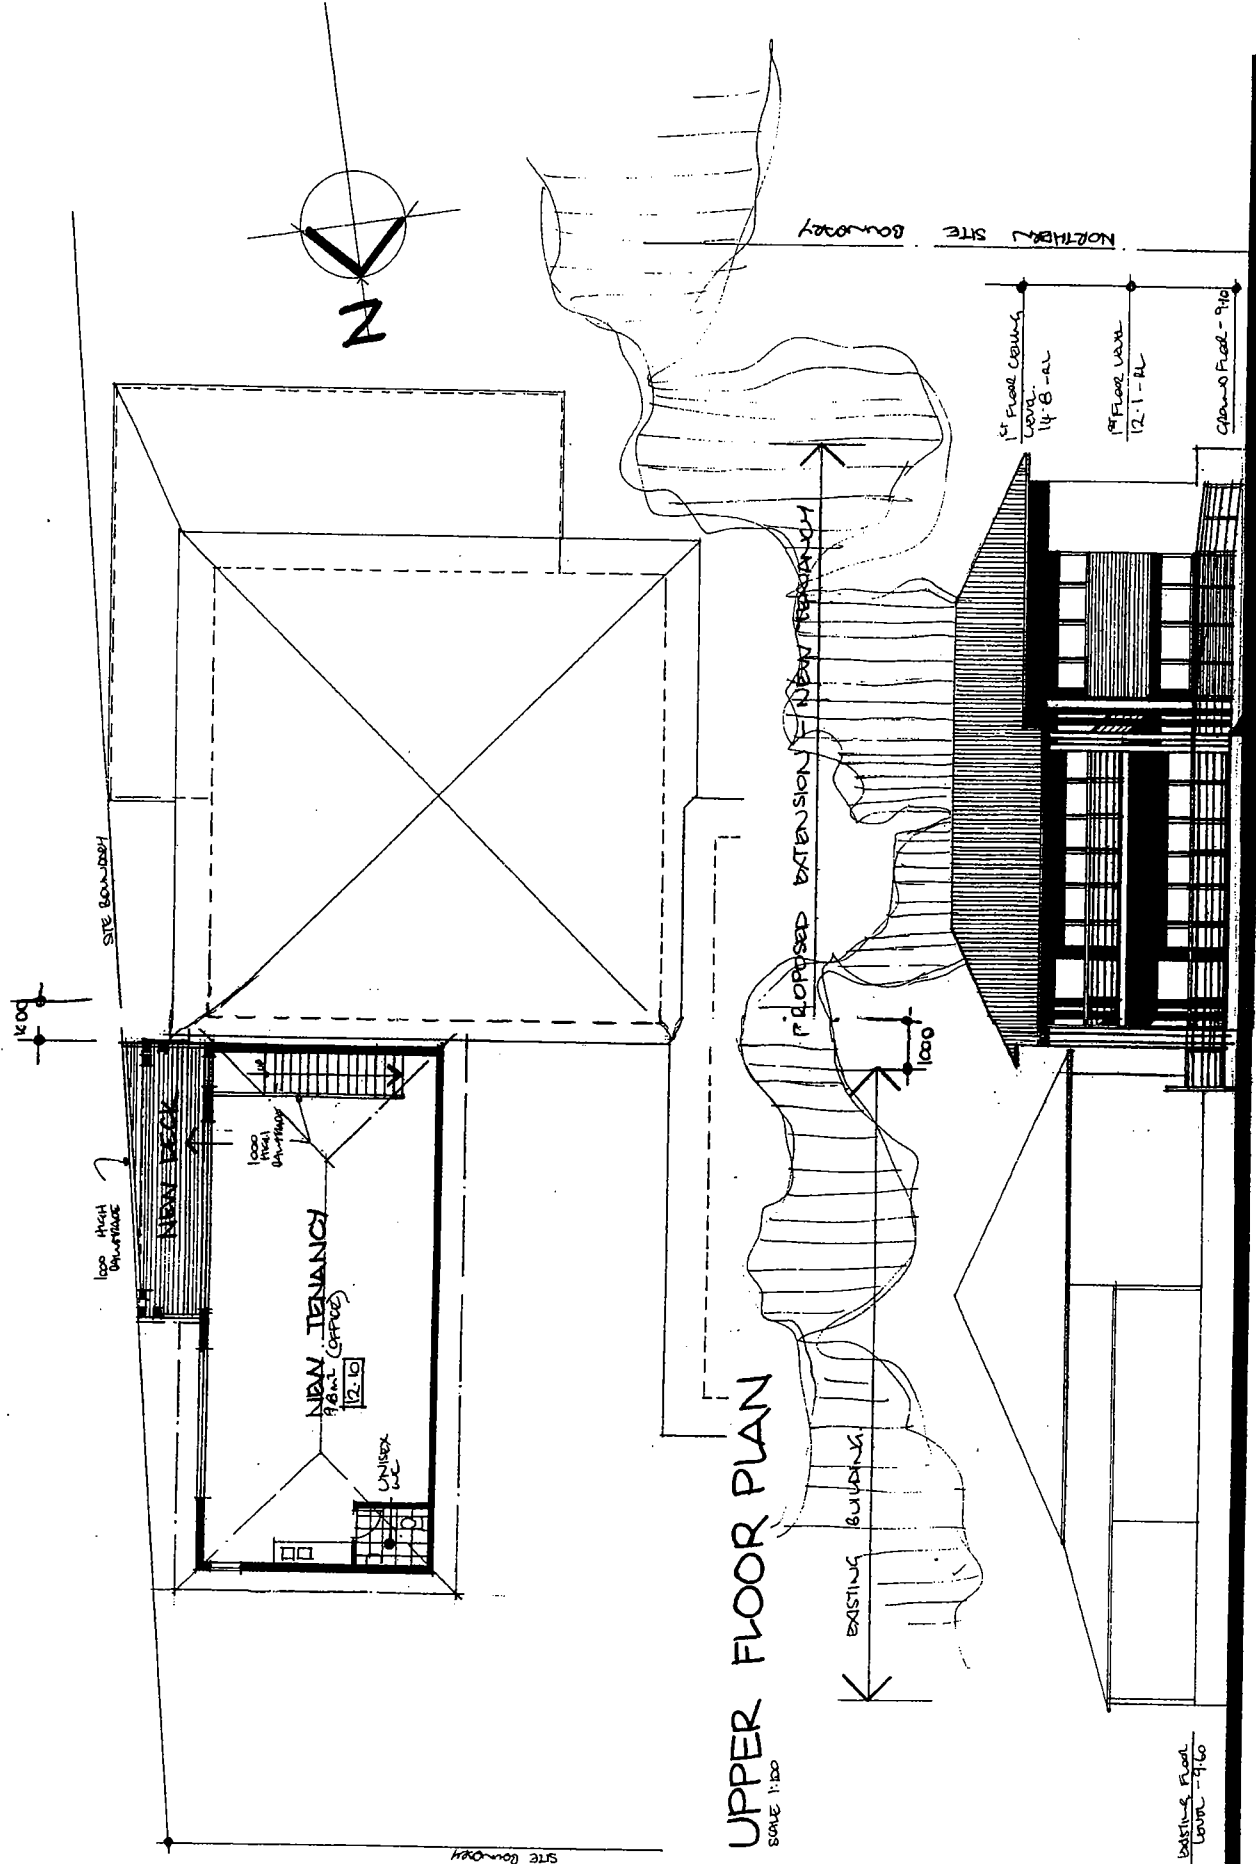 N
1000
SITE BOUNDARY
1000 HIGH
BALUSTRADE
NEW DECK
UP
1000
HIGH
BALUSTRADE
NEW TENANCY
98m² (OFFICE)
12.10
UNISEX
WC
SITE BOUNDARY
UPPER FLOOR PLAN
SCALE 1:100
PROPOSED EXTENSION - NEW TENANCY
1000
EXISTING BUILDING
NORTHERN SITE BOUNDARY
1ST FLOOR CEILING
LEVEL.
14.8 - RL
1ST FLOOR LEVEL
12.1 - RL
GROUND FLOOR - 9.10
EXISTING FLOOR
LEVEL - 9.60